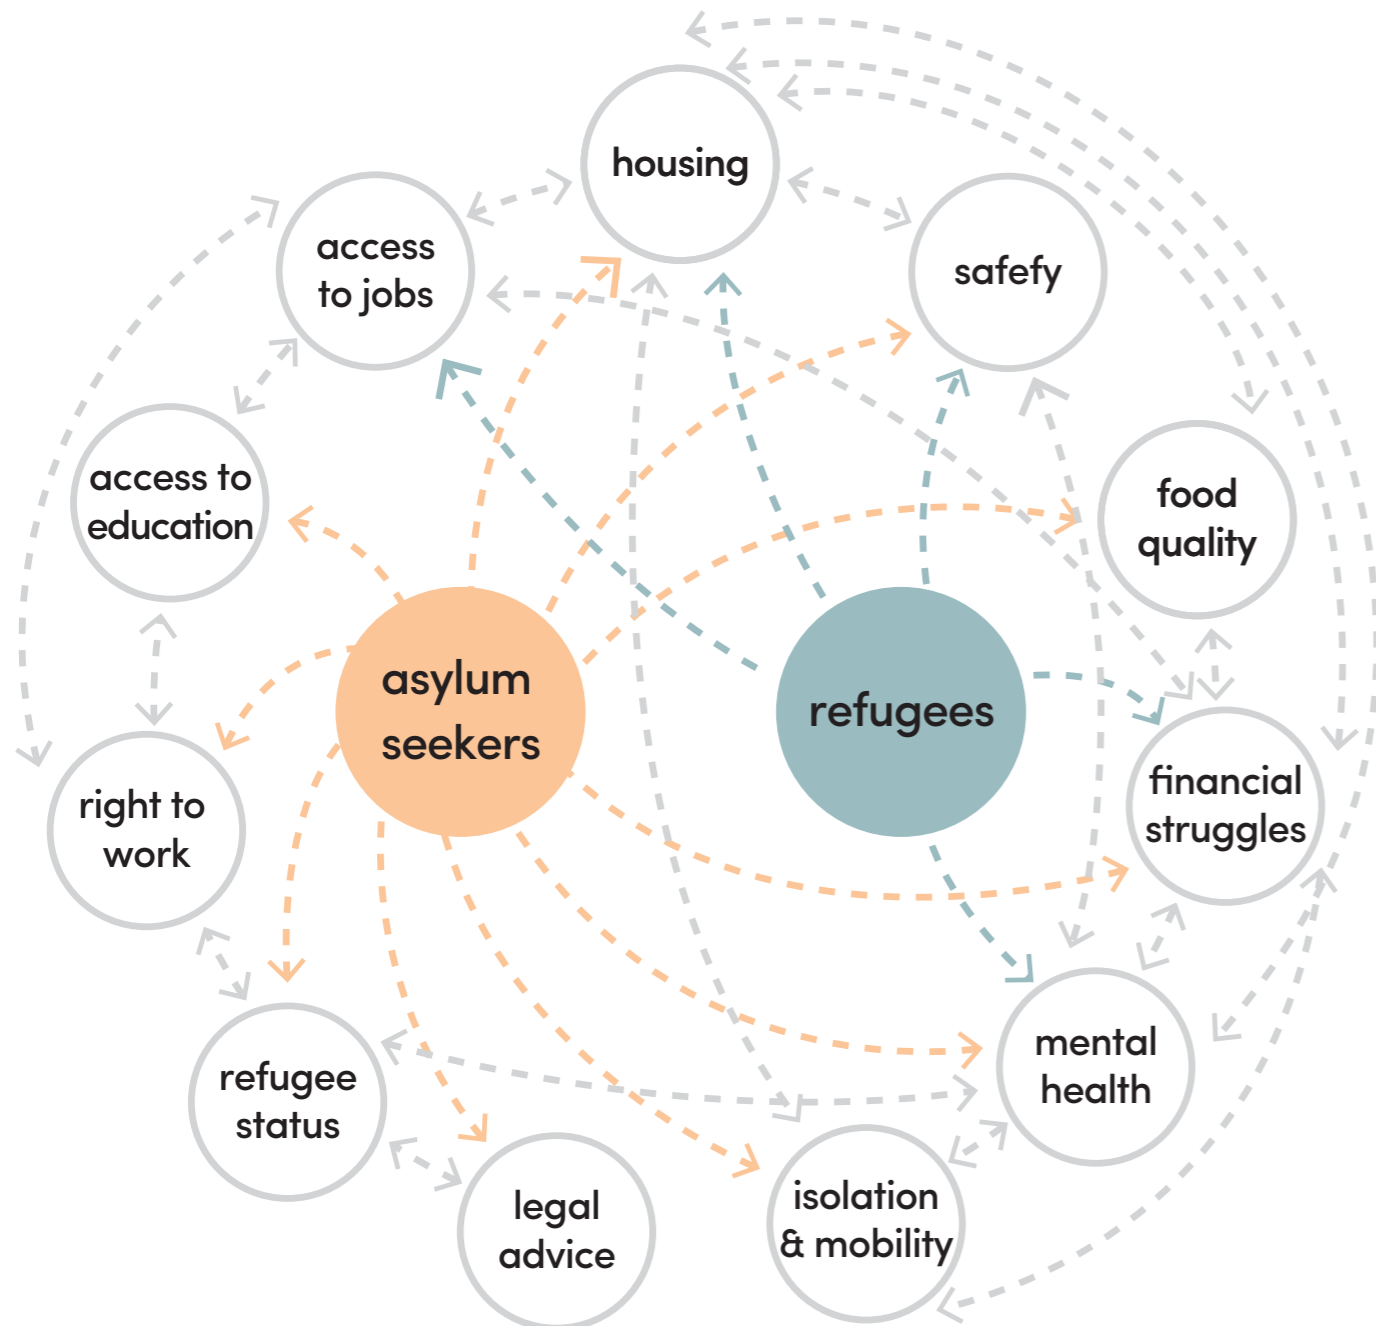 housing
access
to jobs
safefy
access to
education
food
quality
asylum
seekers
refugees
right to
work
financial
struggles
refugee
status
mental
health
legal
advice
isolation
& mobility